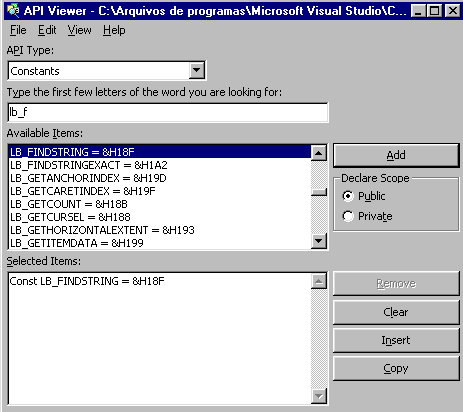 API Viewer - C:\Arquivos de programas\Microsoft Visual Studio\C...
File Edit View Help
API Type:
Constants
Type the first few letters of the word you are looking for:
lb_f
Available Items:
LB_FINDSTRING = &H18F
LB_FINDSTRINGEXACT = &H1A2
LB_GETANCHORINDEX = &H19D
LB_GETCARETINDEX = &H19F
LB_GETCOUNT = &H18B
LB_GETCURSEL = &H188
LB_GETHORIZONTALEXTENT = &H193
LB_GETITEMDATA = &H199
Add
Declare Scope
Public
Private
Selected Items:
Const LB_FINDSTRING = &H18F
Remove
Clear
Insert
Copy